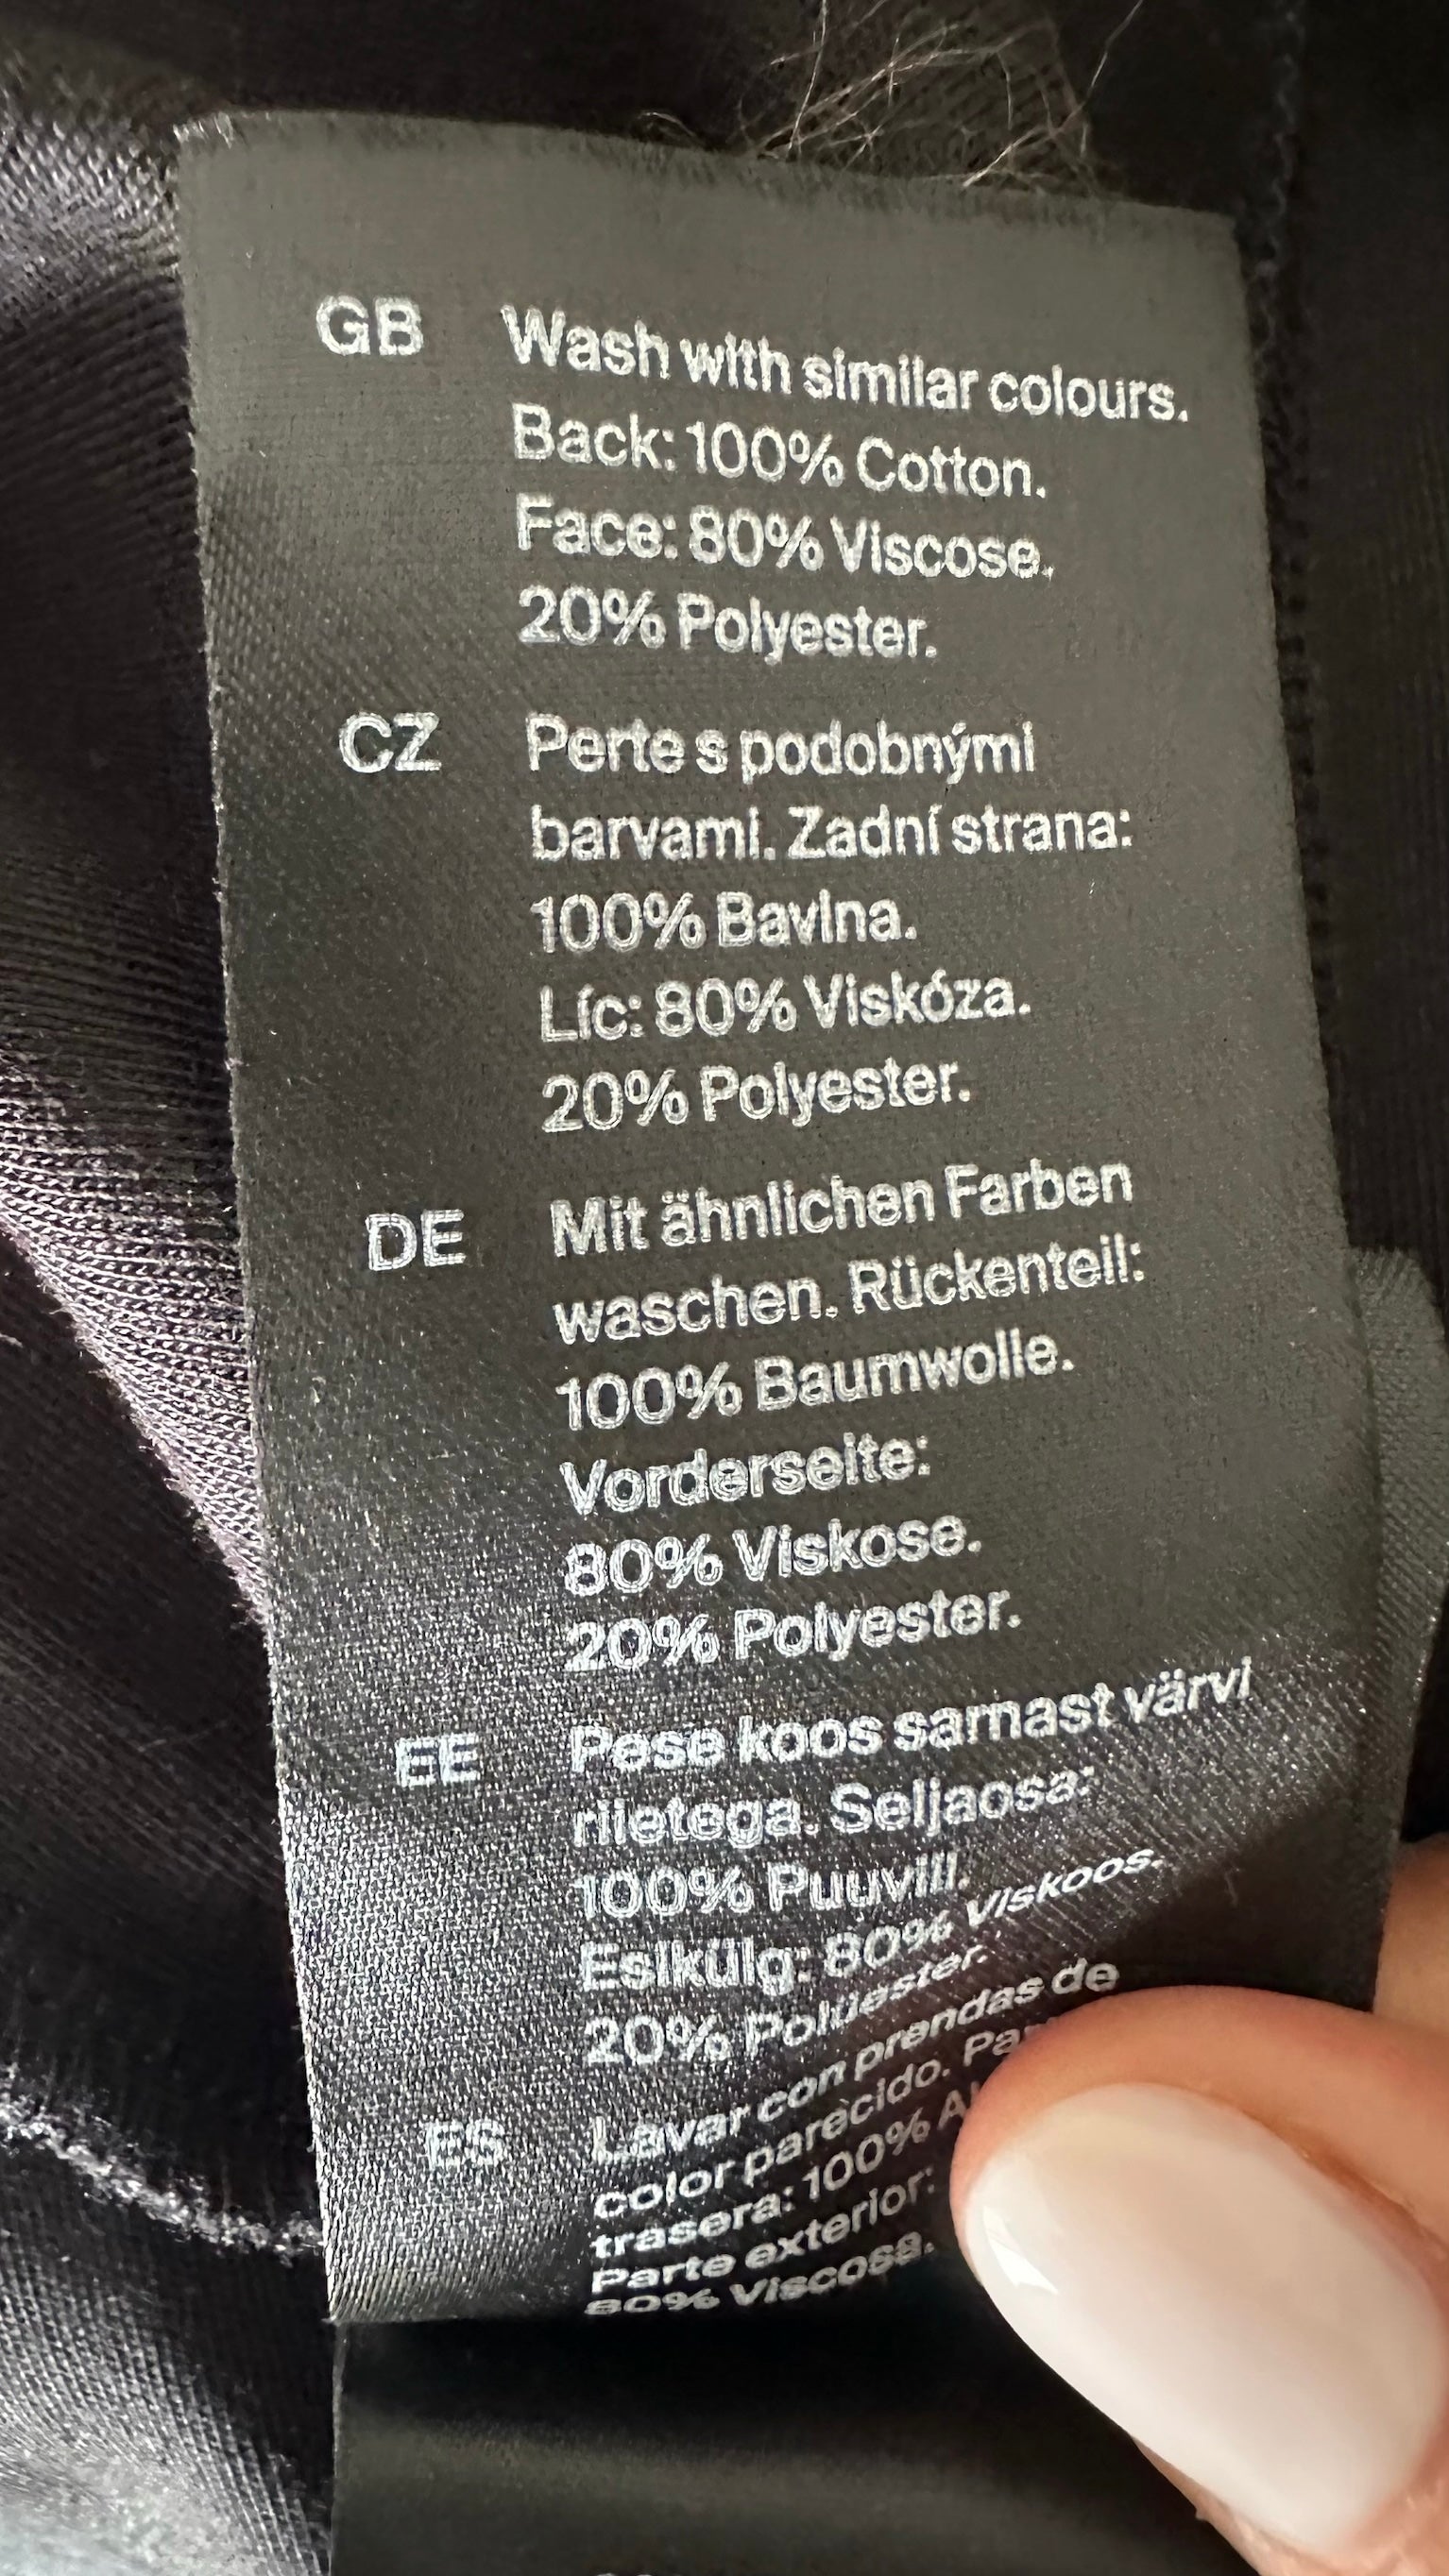 GB Wash with similar colours.
Back: 100% Cotton.
Face: 80% Viscose.
20% Polyester.
CZ Perte s podobnými
barvami. Zadní strana:
100% Bavlna.
Líc: 80% Viskóza.
20% Polyester.
DE Mit ähnlichen Farben
waschen. Rückenteil:
100% Baumwolle.
Vorderseite:
80% Viskose.
20% Polyester.
EE Pese koos sarnast värvi
riietega. Seljaosa:
100% Puuvill.
Esikülg: 80% Viskoos.
20% Polüester.
ES Lavar con prendas de
color parecido.
trasera: 100%
Parte exterior:
80% Viscosa.